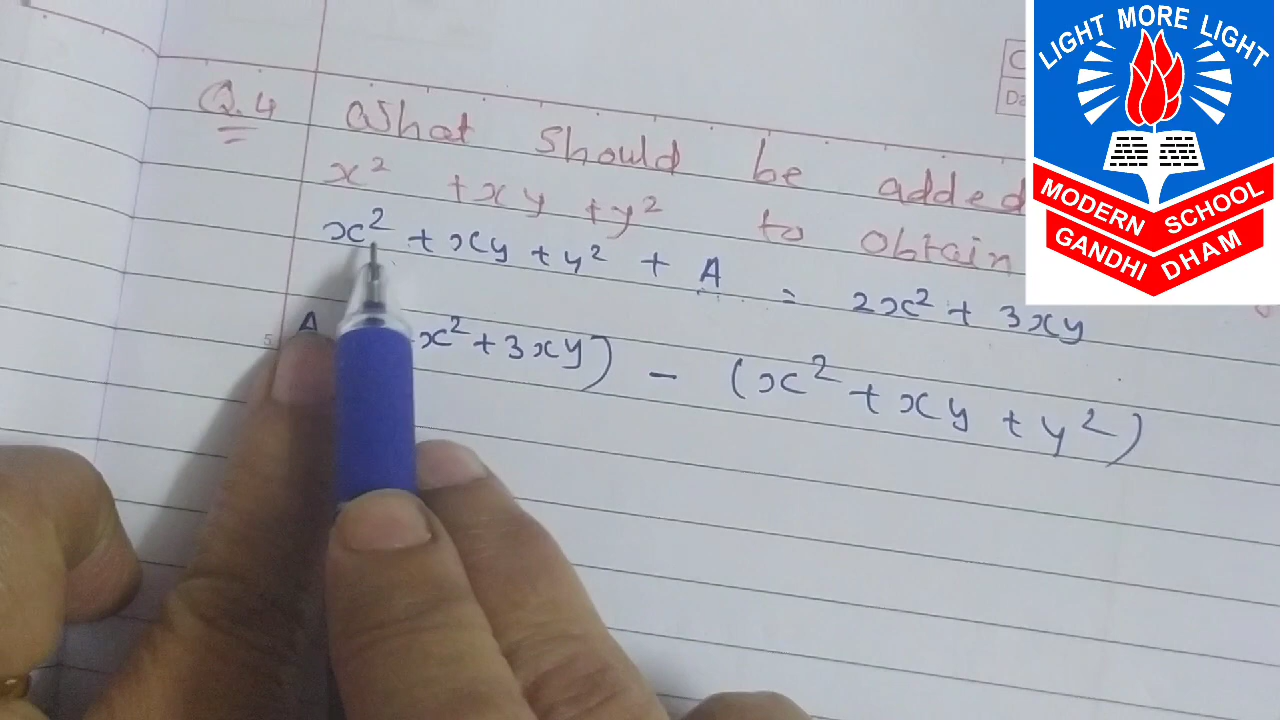 LIGHT MORE LIGHT
MODERN SCHOOL
GANDHI DHAM
Q.4 What should be added
x² + xy + y² to obtain
x² + xy + y² + A = 2x² + 3xy
A x² + 3xy) - (x² + xy + y²)
5